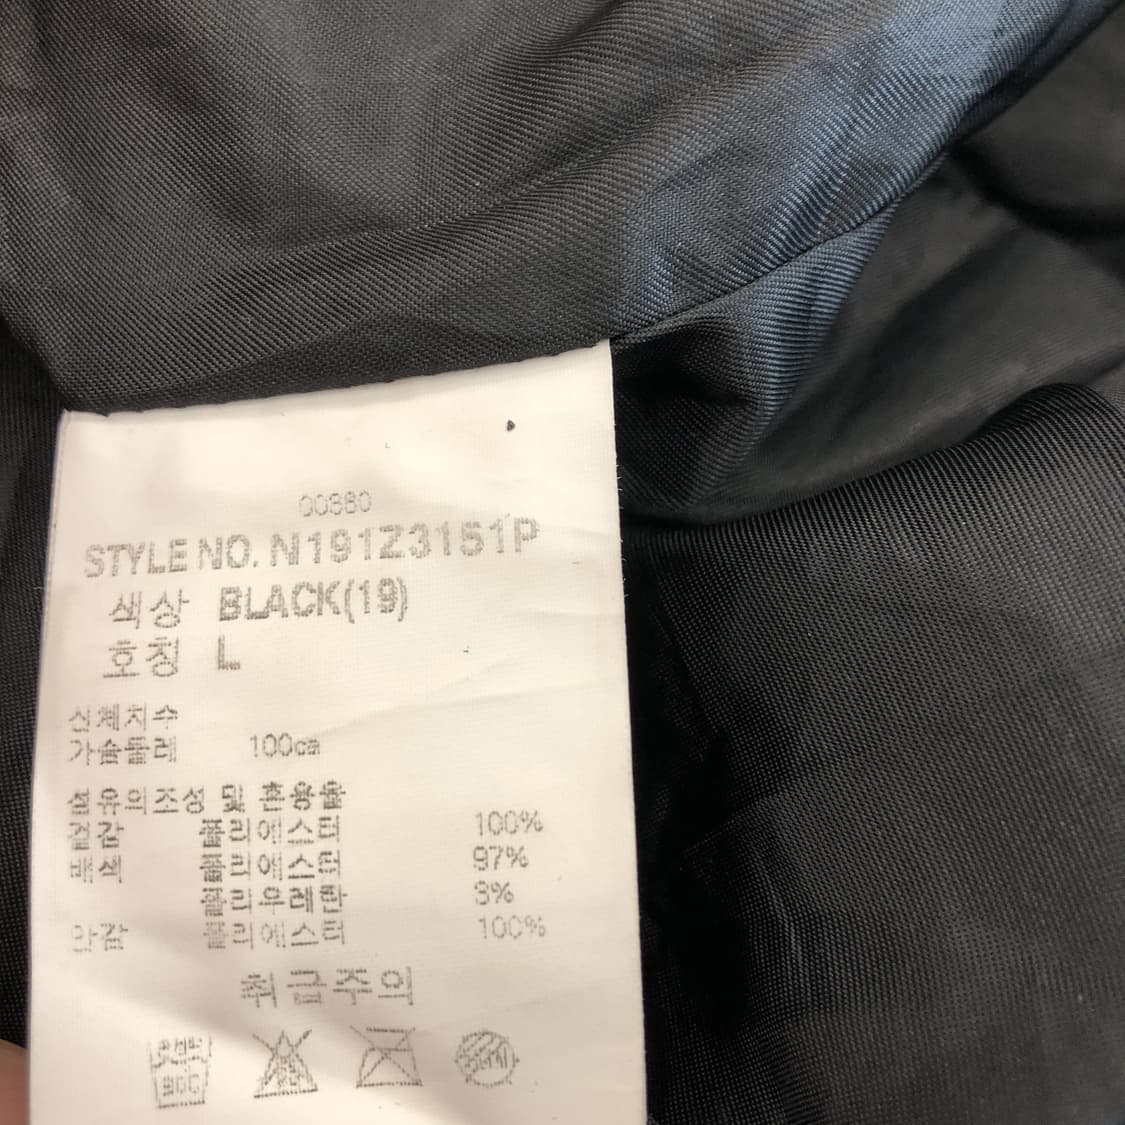 00380
STYLE NO. N191Z3151P
색상 BLACK(19)
호칭 L
신체치수
가슴둘레 100cm
섬유의조성 및 혼용율
겉감 폴리에스터 100%
배색 폴리에스터 97%
폴리우레탄 3%
안감 폴리에스터 100%
취급주의